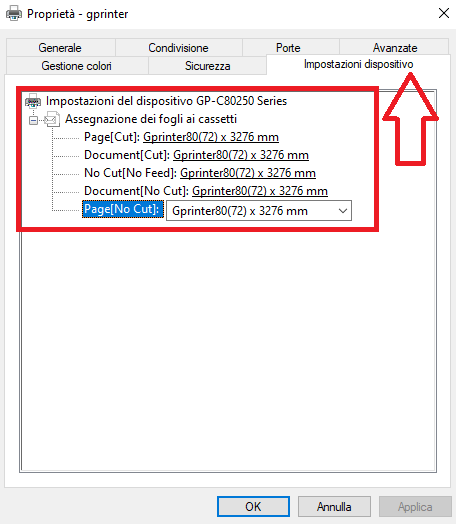 Proprietà - gprinter
Generale Condivisione Porte Avanzate
Gestione colori Sicurezza Impostazioni dispositivo
Impostazioni del dispositivo GP-C80250 Series
Assegnazione dei fogli ai cassetti
Page[Cut]: Gprinter80(72) x 3276 mm
Document[Cut]: Gprinter80(72) x 3276 mm
No Cut[No Feed]: Gprinter80(72) x 3276 mm
Document[No Cut]: Gprinter80(72) x 3276 mm
Page[No Cut]: Gprinter80(72) x 3276 mm
OK Annulla Applica